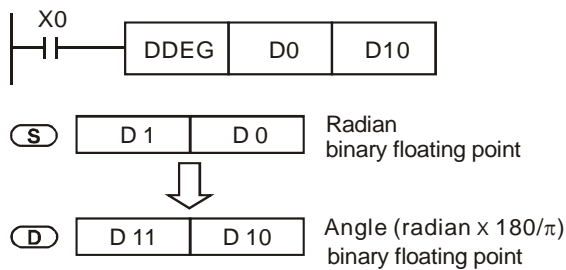 X0
DDEG D0 D10
S D 1 D 0 Radian
binary floating point
D D 11 D 10 Angle (radian x 180/π)
binary floating point